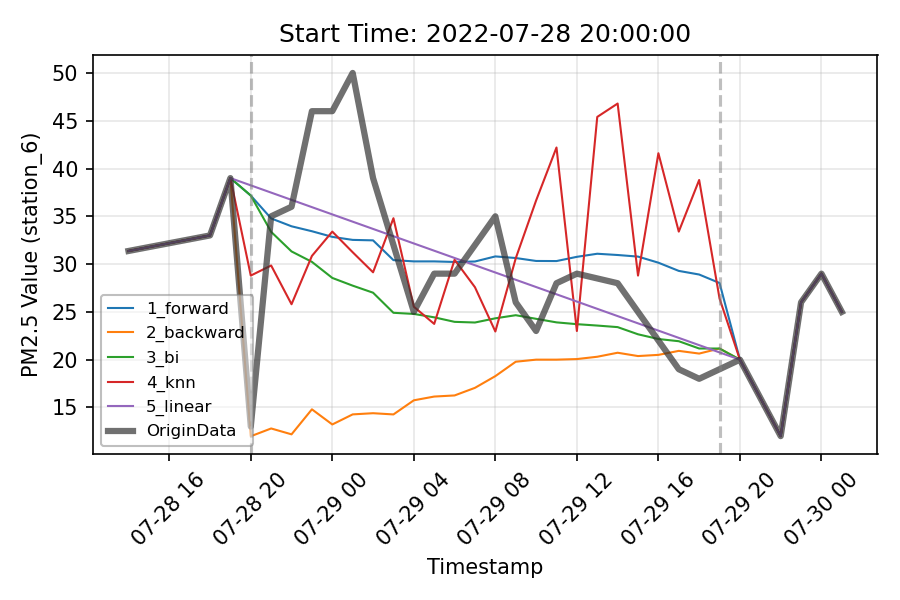 Start Time: 2022-07-28 20:00:00
PM2.5 Value (station_6)
50
45
40
35
30
25
20
15
1_forward
2_backward
3_bi
4_knn
5_linear
OriginData
07-28 16
07-28 20
07-29 00
07-29 04
07-29 08
07-29 12
07-29 16
07-29 20
07-30 00
Timestamp